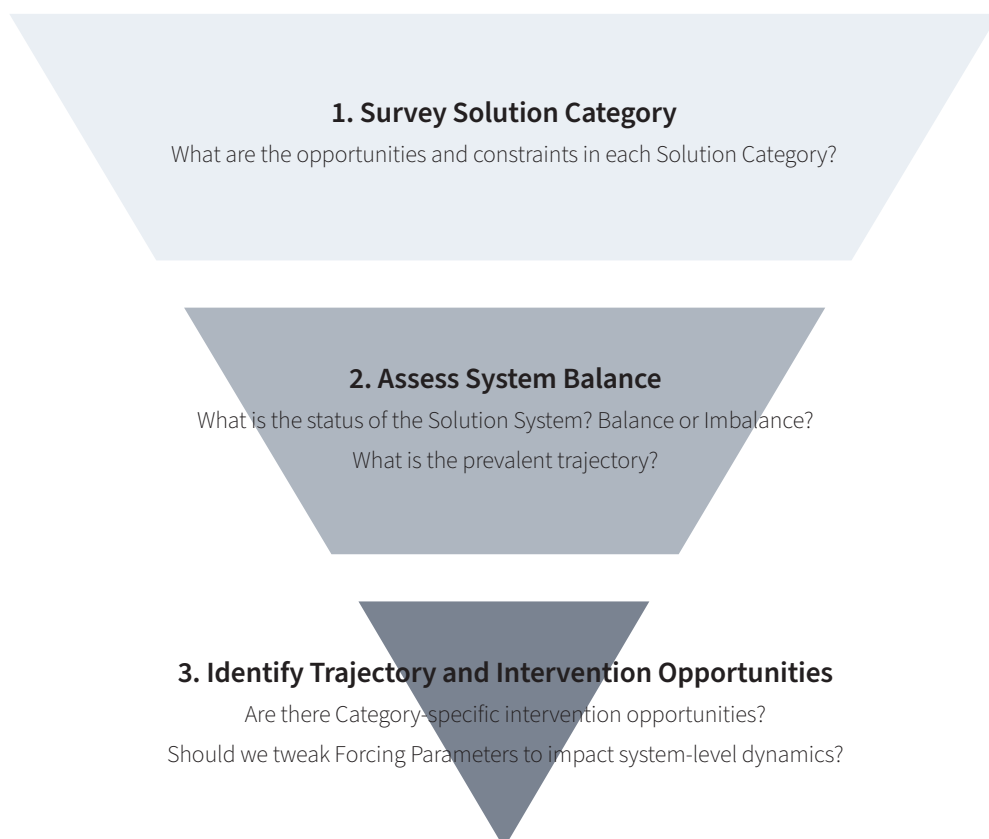 1. Survey Solution Category
What are the opportunities and constraints in each Solution Category?
2. Assess System Balance
What is the status of the Solution System? Balance or Imbalance?
What is the prevalent trajectory?
3. Identify Trajectory and Intervention Opportunities
Are there Category-specific intervention opportunities?
Should we tweak Forcing Parameters to impact system-level dynamics?